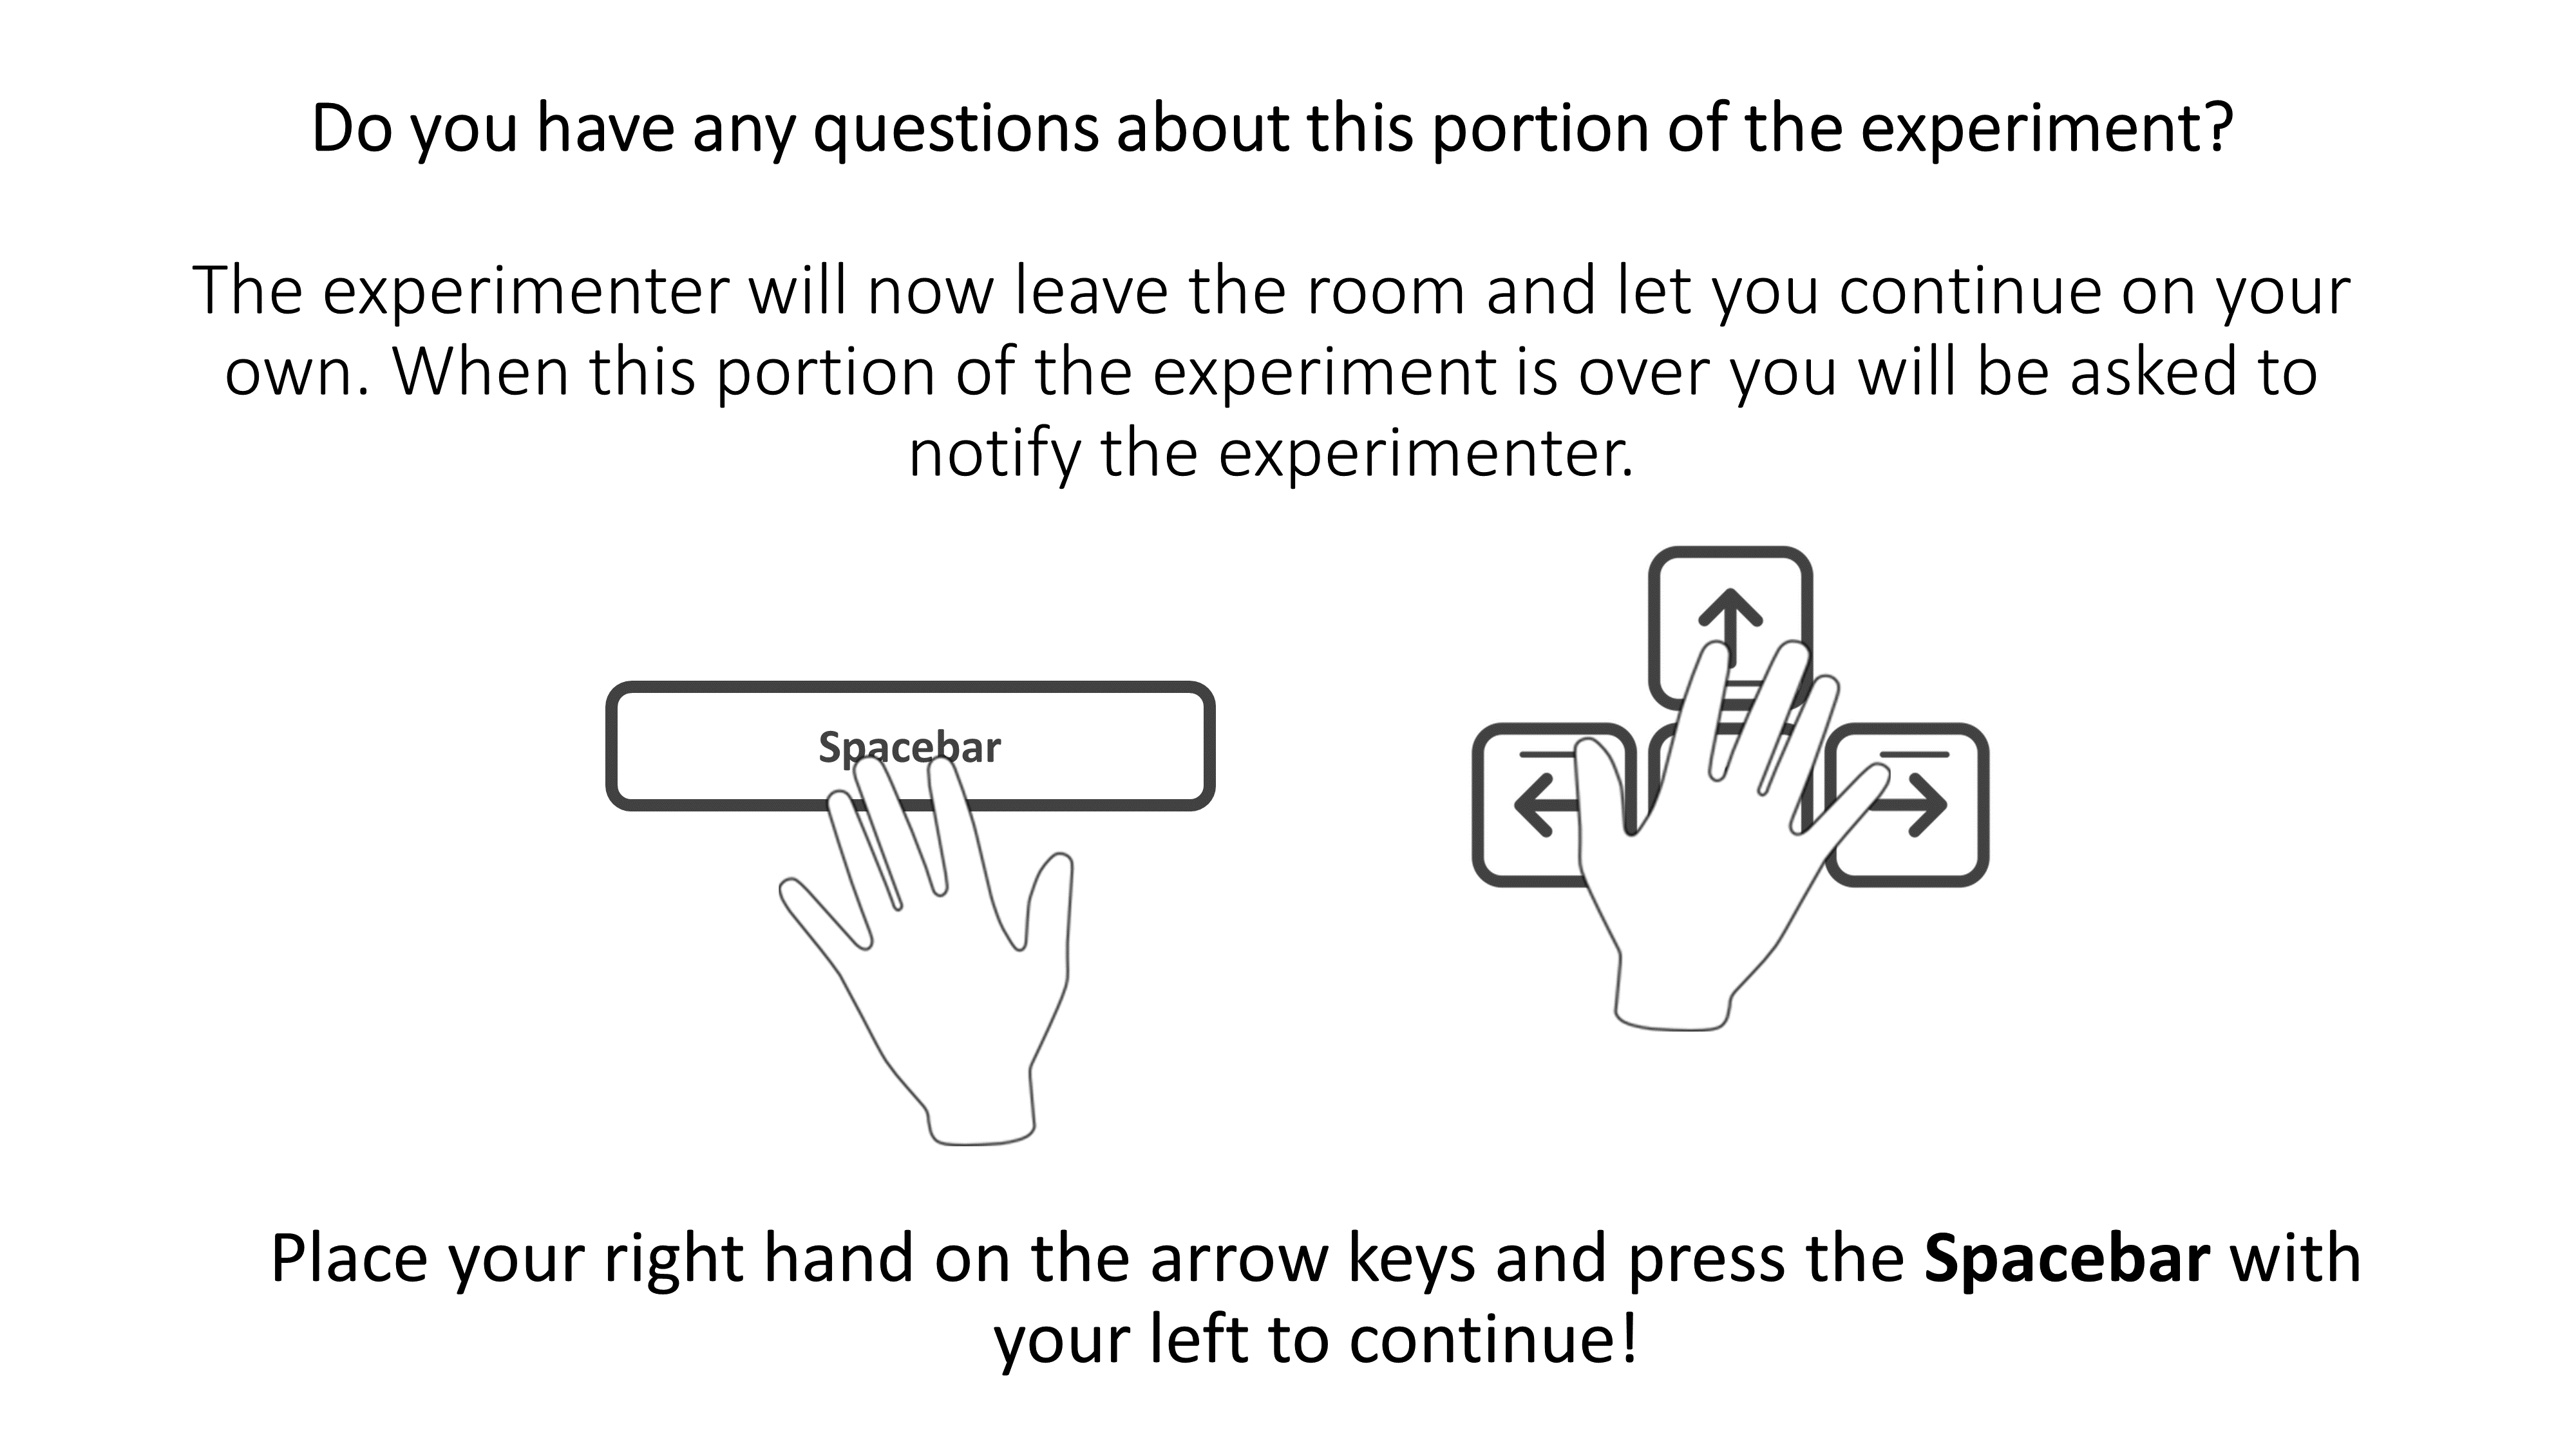 Do you have any questions about this portion of the experiment?
The experimenter will now leave the room and let you continue on your
own. When this portion of the experiment is over you will be asked to
notify the experimenter.
Spacebar
Place your right hand on the arrow keys and press the Spacebar with
your left to continue!